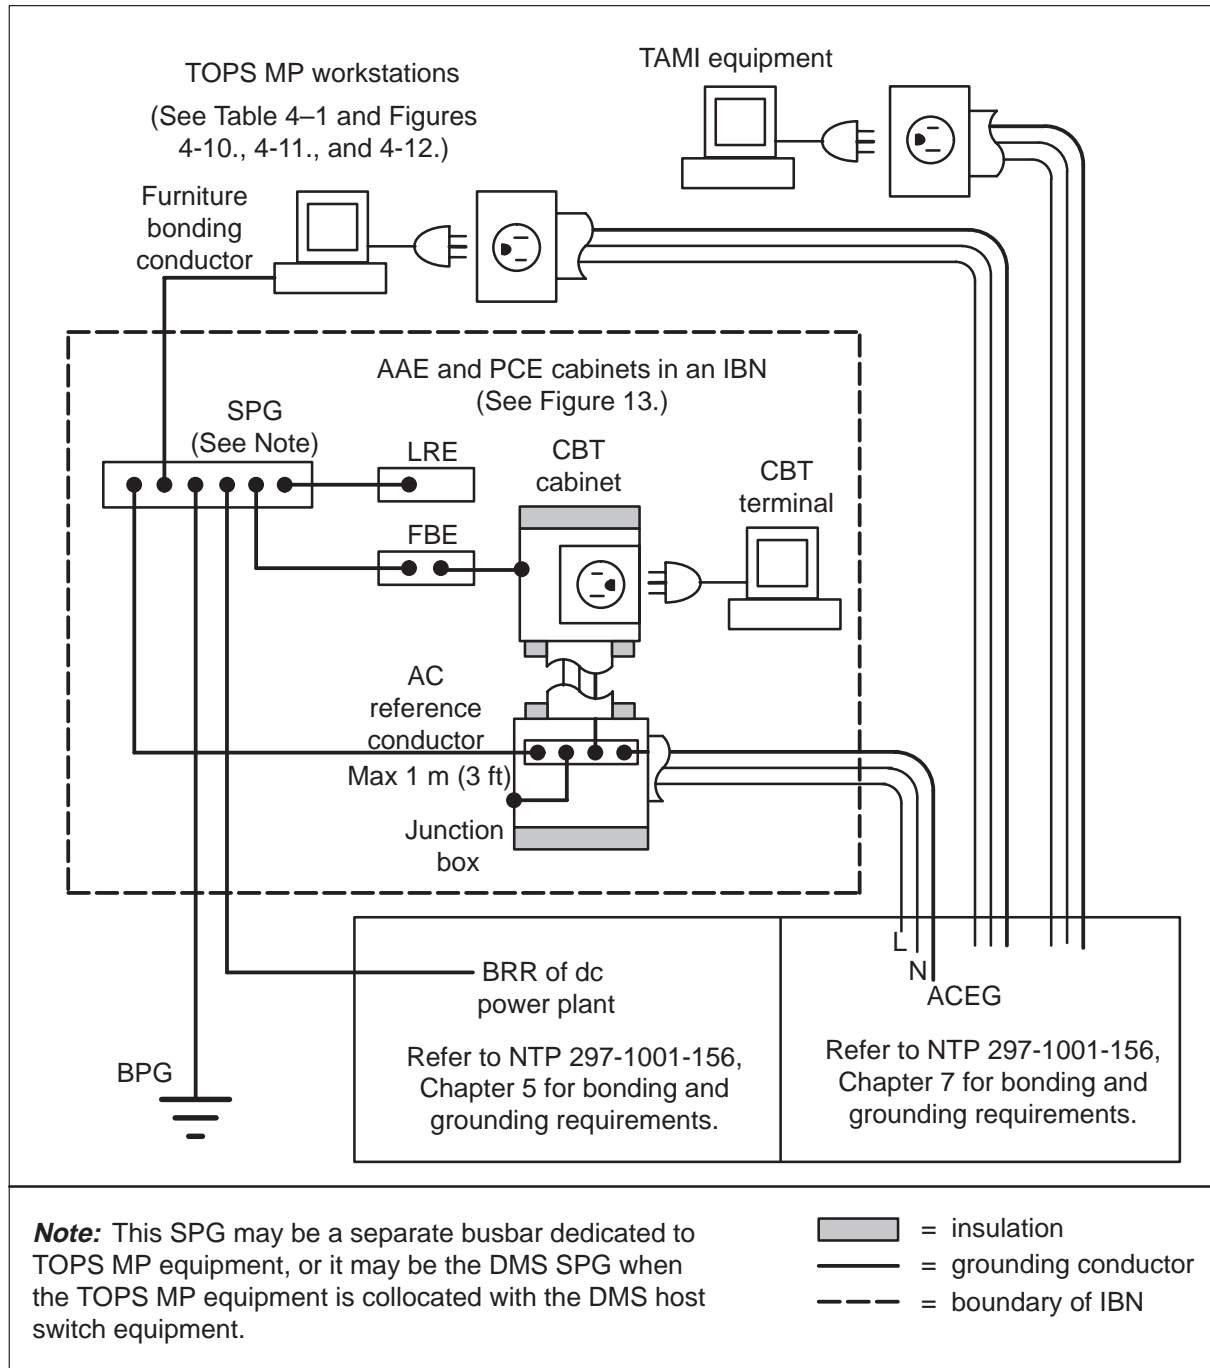 TOPS MP workstations
(See Table 4–1 and Figures
4-10., 4-11., and 4-12.)
TAMI equipment
Furniture
bonding
conductor
AAE and PCE cabinets in an IBN
(See Figure 13.)
SPG
(See Note)
LRE
FBE
CBT
cabinet
CBT
terminal
AC
reference
conductor
Max 1 m (3 ft)
Junction
box
L
N
ACEG
BRR of dc
power plant
Refer to NTP 297-1001-156,
Chapter 5 for bonding and
grounding requirements.
Refer to NTP 297-1001-156,
Chapter 7 for bonding and
grounding requirements.
BPG
Note: This SPG may be a separate busbar dedicated to
TOPS MP equipment, or it may be the DMS SPG when
the TOPS MP equipment is collocated with the DMS host
switch equipment.
= insulation
= grounding conductor
= boundary of IBN